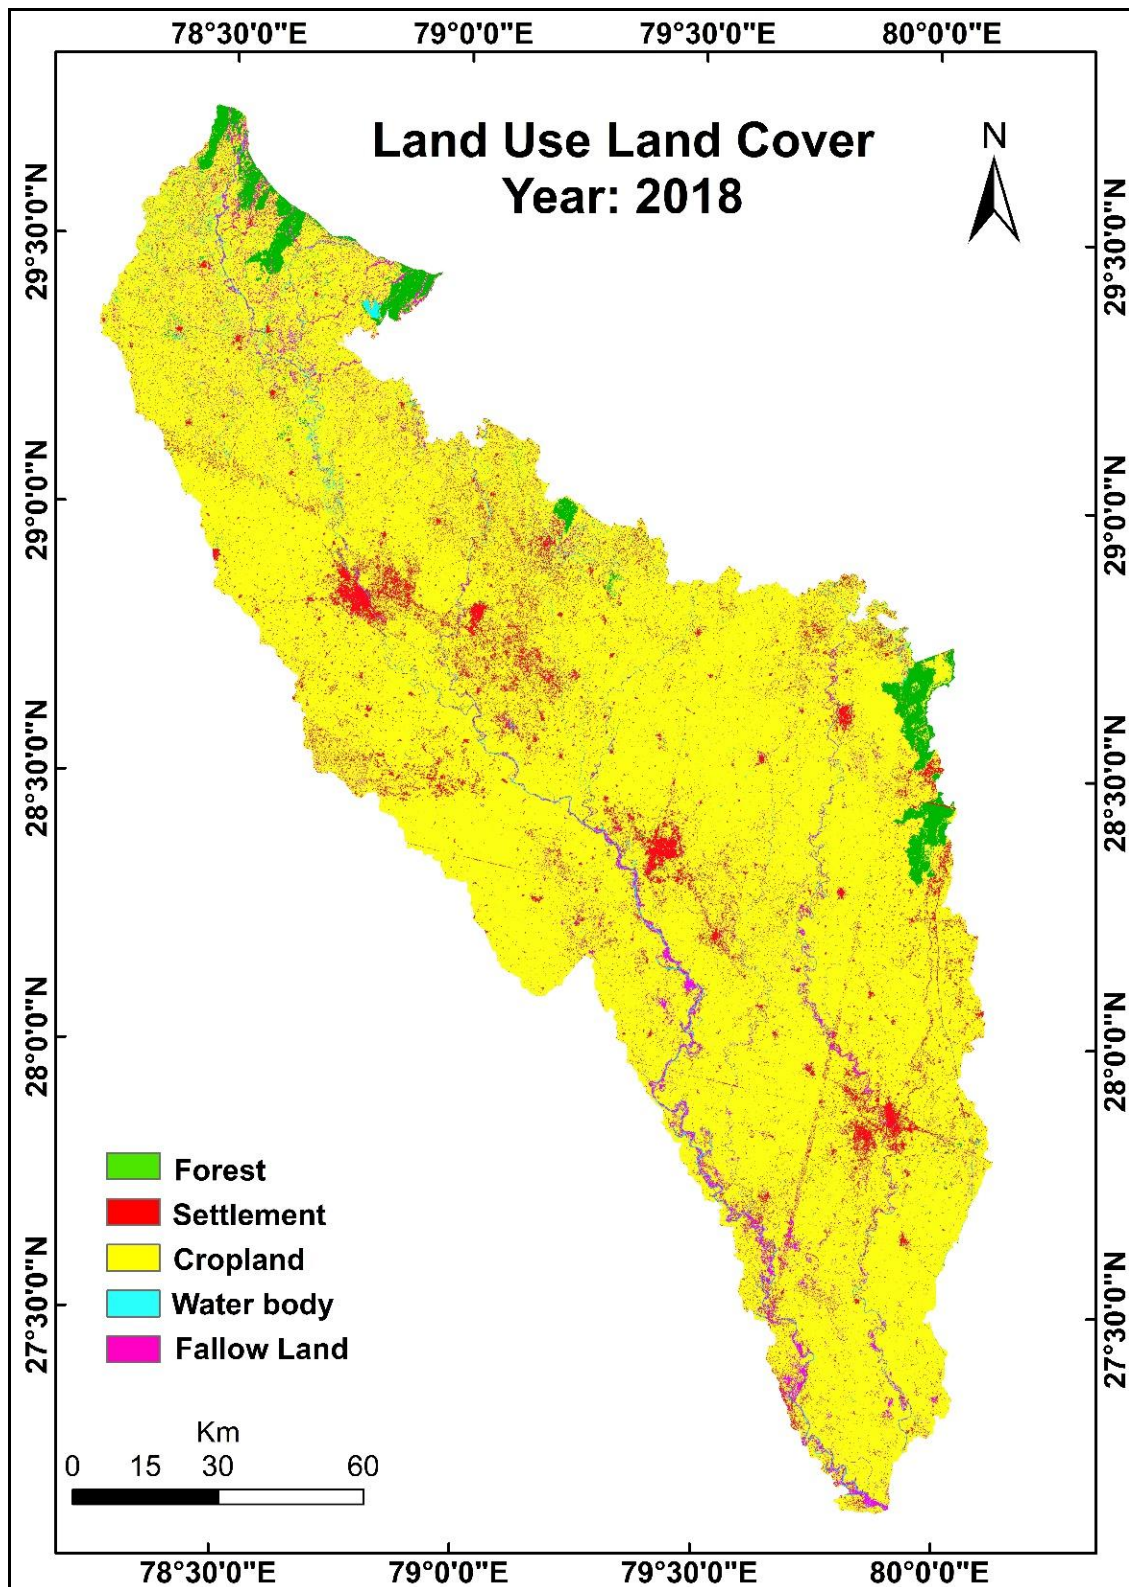 78°30'0"E 79°0'0"E 79°30'0"E 80°0'0"E
Land Use Land Cover
Year: 2018
N
29°30'0"N
29°0'0"N
28°30'0"N
28°0'0"N
27°30'0"N
29°30'0"N
29°0'0"N
28°30'0"N
28°0'0"N
27°30'0"N
Forest
Settlement
Cropland
Water body
Fallow Land
Km
0 15 30 60
78°30'0"E 79°0'0"E 79°30'0"E 80°0'0"E